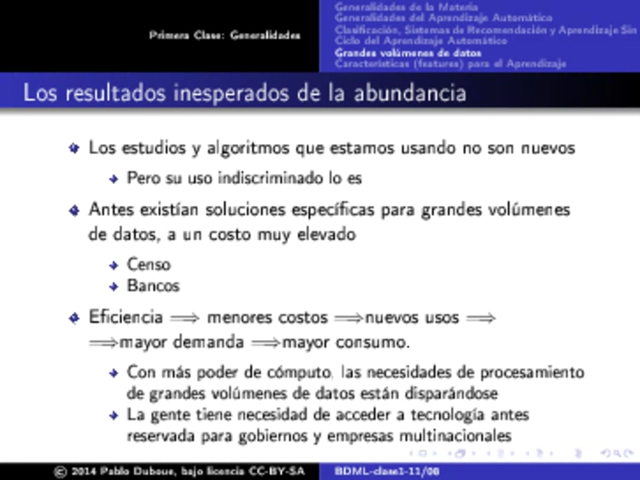 Primera Clase: Generalidades
Generalidades de la Materia
Generalidades del Aprendizaje Automático
Clasificación, Sistemas de Recomendación y Aprendizaje Sin
Ciclo del Aprendizaje Automático
Grandes volúmenes de datos
Características (features) para el Aprendizaje
Los resultados inesperados de la abundancia
Los estudios y algoritmos que estamos usando no son nuevos
Pero su uso indiscriminado lo es
Antes existían soluciones específicas para grandes volúmenes
de datos, a un costo muy elevado
Censo
Bancos
Eficiencia ⟹ menores costos ⟹nuevos usos ⟹
⟹mayor demanda ⟹mayor consumo.
Con más poder de cómputo, las necesidades de procesamiento
de grandes volúmenes de datos están disparándose
La gente tiene necesidad de acceder a tecnología antes
reservada para gobiernos y empresas multinacionales
© 2014 Pablo Duboue, bajo licencia CC-BY-SA
BDML-clase1-11/08